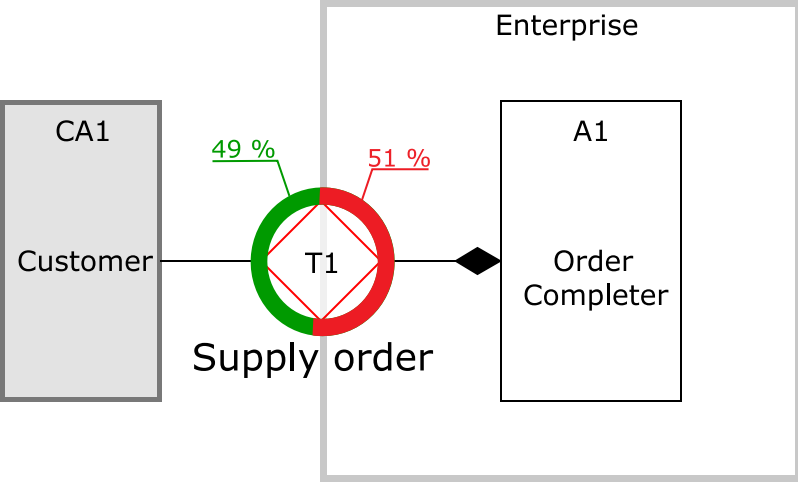 Enterprise
CA1
A1
49 %
51 %
Customer
T1
Order
Completer
Supply order